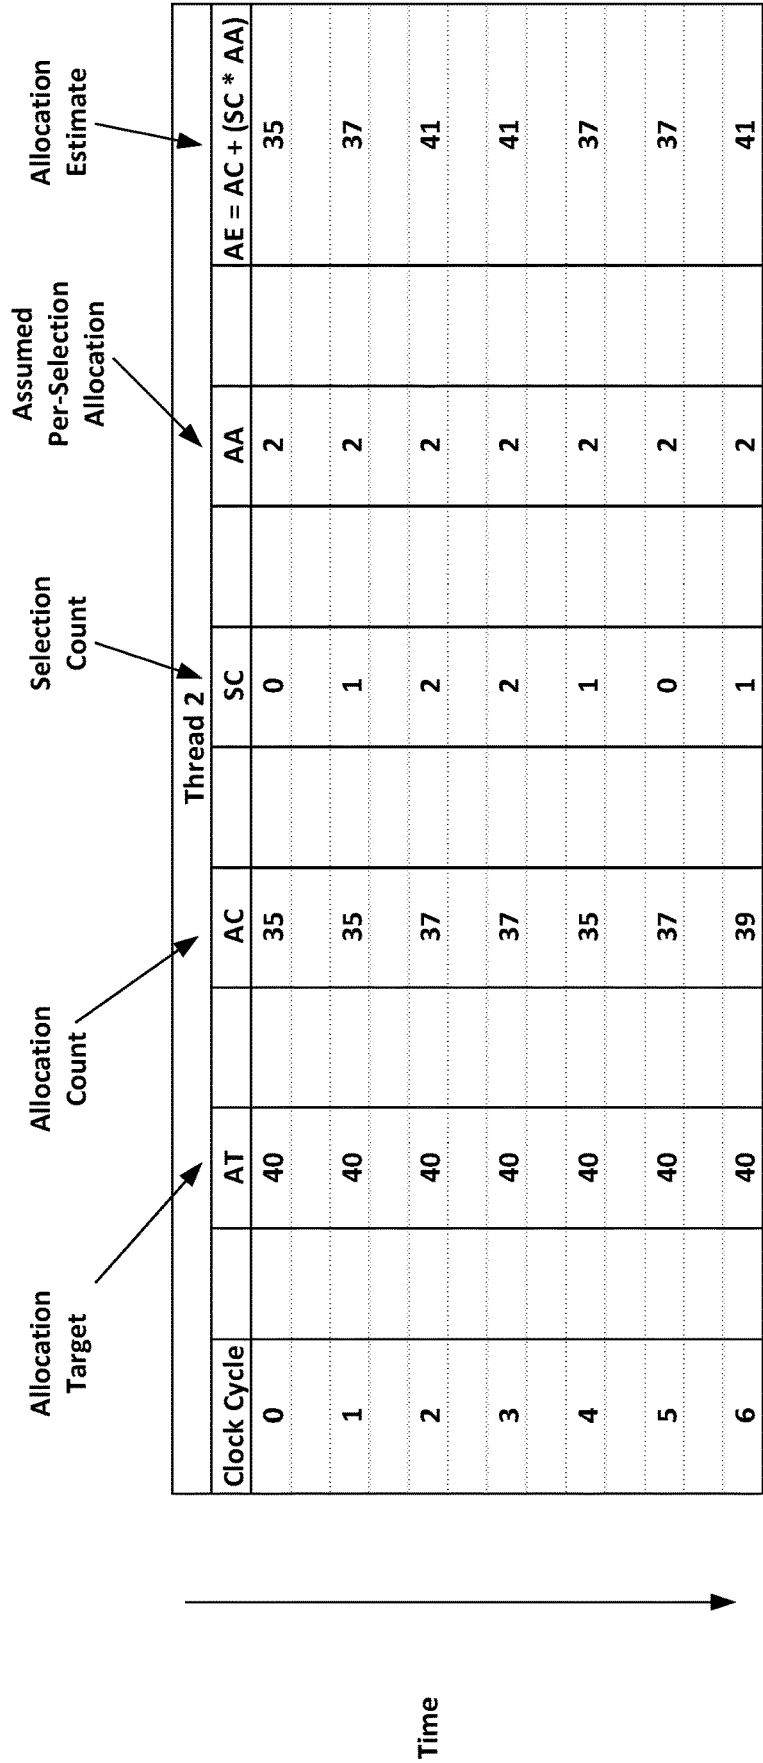 Allocation
Target
Allocation
Count
Selection
Count
Assumed
Per-Selection
Allocation
Allocation
Estimate
Thread 2
Clock Cycle AT AC SC AA AE = AC + (SC * AA)
0 40 35 0 2 35
1 40 35 1 2 37
2 40 37 2 2 41
3 40 37 2 2 41
4 40 35 1 2 37
5 40 37 0 2 37
6 40 39 1 2 41
Time